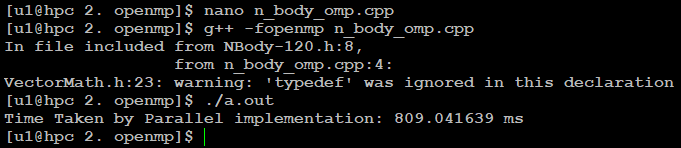 [u1@hpc 2. openmp]$ nano n_body_omp.cpp
[u1@hpc 2. openmp]$ g++ -fopenmp n_body_omp.cpp
In file included from NBody-120.h:8,
                 from n_body_omp.cpp:4:
VectorMath.h:23: warning: 'typedef' was ignored in this declaration
[u1@hpc 2. openmp]$ ./a.out
Time Taken by Parallel implementation: 809.041639 ms
[u1@hpc 2. openmp]$